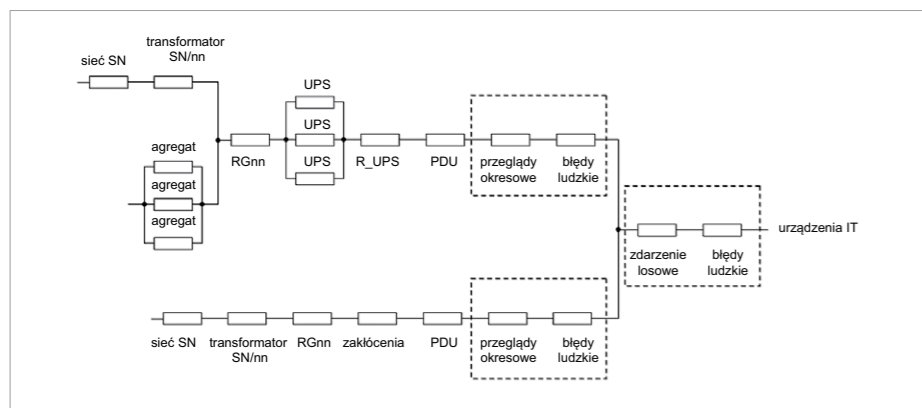 transformator
SN/nn
sieć SN
UPS
UPS
UPS
agregat
agregat
agregat
RGnn
R_UPS
PDU
przeglądy
okresowe
błędy
ludzkie
urządzenia IT
zdarzenie
losowe
błędy
ludzkie
sieć SN
transformator
SN/nn
RGnn
zakłócenia
PDU
przeglądy
okresowe
błędy
ludzkie